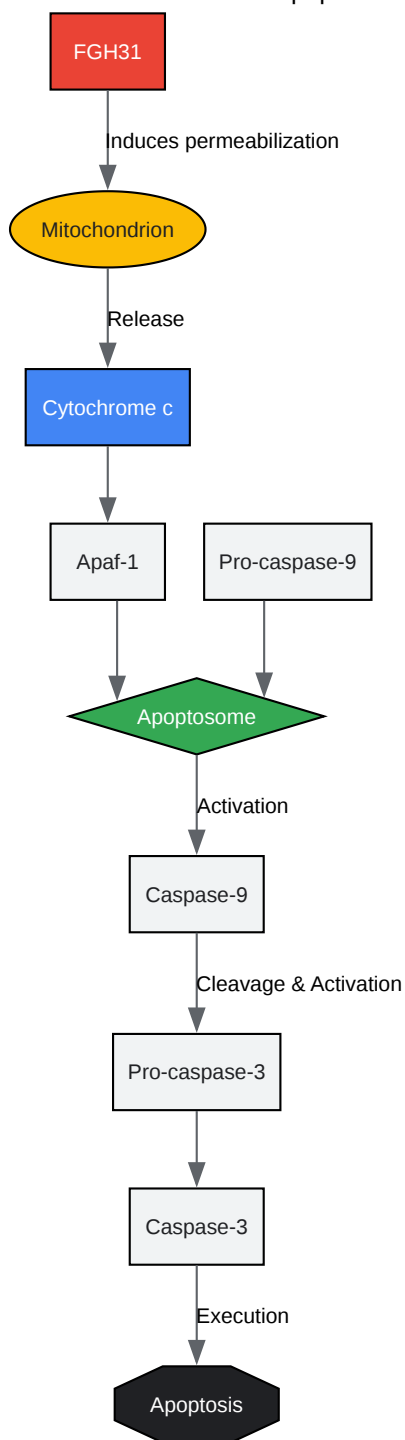 FGH31
Induces permeabilization
Mitochondrion
Release
Cytochrome c
Apaf-1
Pro-caspase-9
Apoptosome
Activation
Caspase-9
Cleavage & Activation
Pro-caspase-3
Caspase-3
Execution
Apoptosis